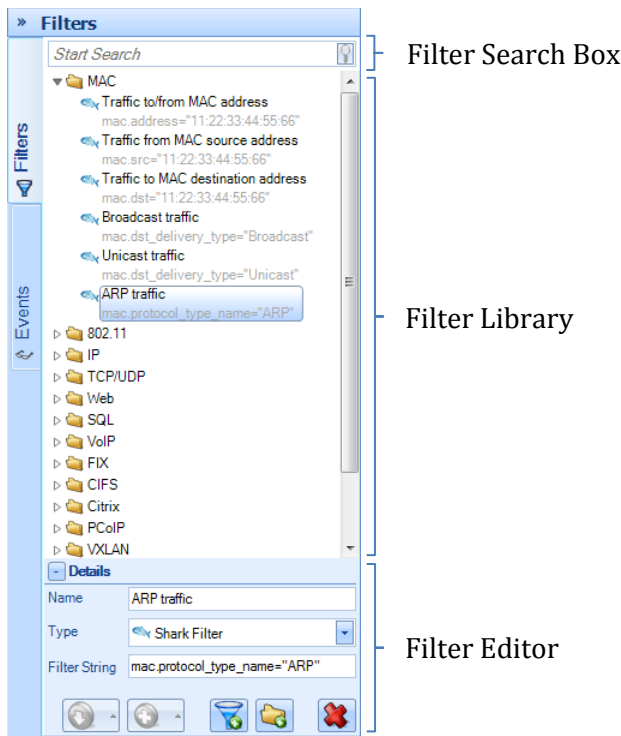 » Filters
Start Search
Filter Search Box
Filters
Events
MAC
Traffic to/from MAC address
mac.address="11:22:33:44:55:66"
Traffic from MAC source address
mac.src="11:22:33:44:55:66"
Traffic to MAC destination address
mac.dst="11:22:33:44:55:66"
Broadcast traffic
mac.dst_delivery_type="Broadcast"
Unicast traffic
mac.dst_delivery_type="Unicast"
ARP traffic
mac.protocol_type_name="ARP"
Filter Library
802.11
IP
TCP/UDP
Web
SQL
VoIP
FIX
CIFS
Citrix
PCoIP
VXLAN
Details
Name ARP traffic
Type Shark Filter
Filter Editor
Filter String mac.protocol_type_name="ARP"